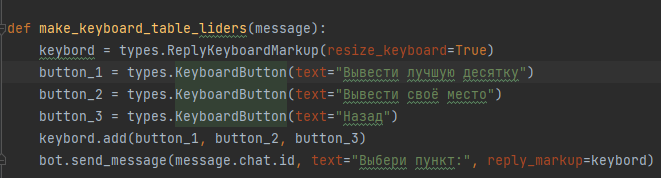 def make_keyboard_table_liders(message):
keybord = types.ReplyKeyboardMarkup(resize_keyboard=True)
button_1 = types.KeyboardButton(text="Вывести лучшую десятку")
button_2 = types.KeyboardButton(text="Вывести своё место")
button_3 = types.KeyboardButton(text="Назад")
keybord.add(button_1, button_2, button_3)
bot.send_message(message.chat.id, text="Выбери пункт:", reply_markup=keybord)